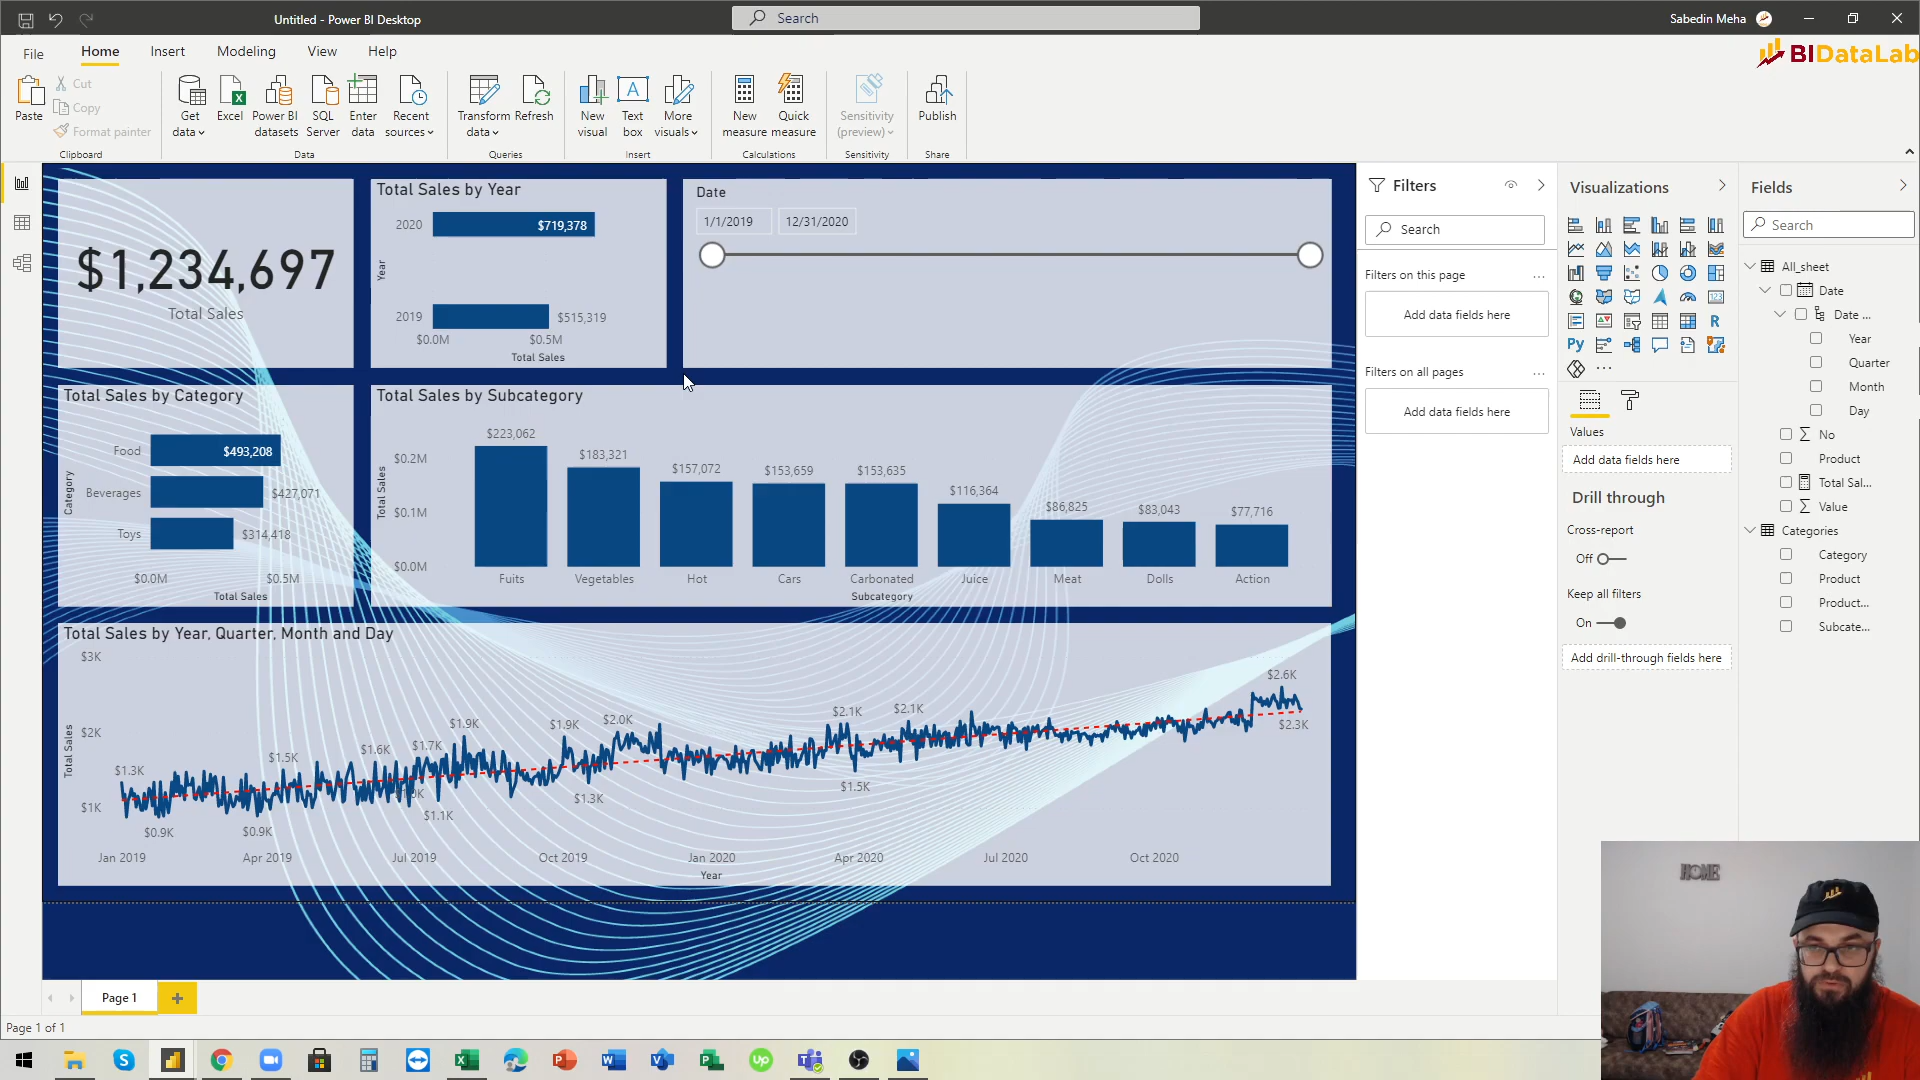 Untitled - Power BI Desktop
Search
Sabedin Meha
File
Home
Insert
Modeling
View
Help
BIDataLab
Paste
Cut
Copy
Format painter
Get data
Excel
Power BI datasets
SQL Server
Enter data
Recent sources
Transform data
Refresh
New visual
Text box
More visuals
New measure
Quick measure
Sensitivity (preview)
Publish
Clipboard
Data
Queries
Insert
Calculations
Sensitivity
Share
$1,234,697
Total Sales
Total Sales by Year
Year
2020
$719,378
2019
$515,319
$0.0M
$0.5M
Total Sales
Date
1/1/2019
12/31/2020
Total Sales by Category
Category
Food
$493,208
Beverages
$427,071
Toys
$314,418
$0.0M
$0.5M
Total Sales
Total Sales by Subcategory
Total Sales
$0.2M
$0.1M
$0.0M
$223,062
$183,321
$157,072
$153,659
$153,635
$116,364
$86,825
$83,043
$77,716
Fuits
Vegetables
Hot
Cars
Carbonated
Juice
Meat
Dolls
Action
Subcategory
Total Sales by Year, Quarter, Month and Day
Total Sales
$3K
$2K
$1K
$1.3K
$0.9K
$0.9K
$1.5K
$1.6K
$1.7K
$1.1K
$1.9K
$1.9K
$1.3K
$2.0K
$2.1K
$1.5K
$2.1K
$2.6K
$2.3K
Jan 2019
Apr 2019
Jul 2019
Oct 2019
Jan 2020
Apr 2020
Jul 2020
Oct 2020
Year
Filters
Search
Filters on this page
...
Add data fields here
Filters on all pages
...
Add data fields here
Visualizations
123
R
Py
...
Values
Add data fields here
Drill through
Cross-report
Off
Keep all filters
On
Add drill-through fields here
Fields
Search
All_sheet
Date
Date ...
Year
Quarter
Month
Day
No
Product
Total Sal...
Value
Categories
Category
Product
Product...
Subcate...
HOME
Page 1
Page 1 of 1